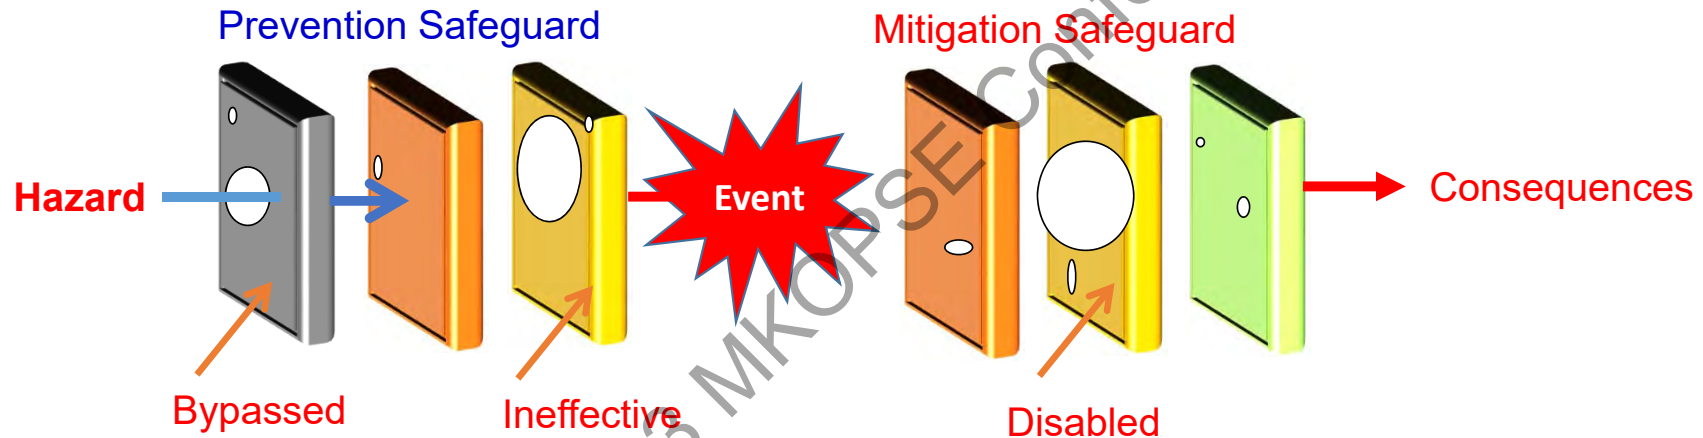 Prevention Safeguard
Mitigation Safeguard
Hazard
Event
Consequences
Bypassed
Ineffective
Disabled
MKOPSE